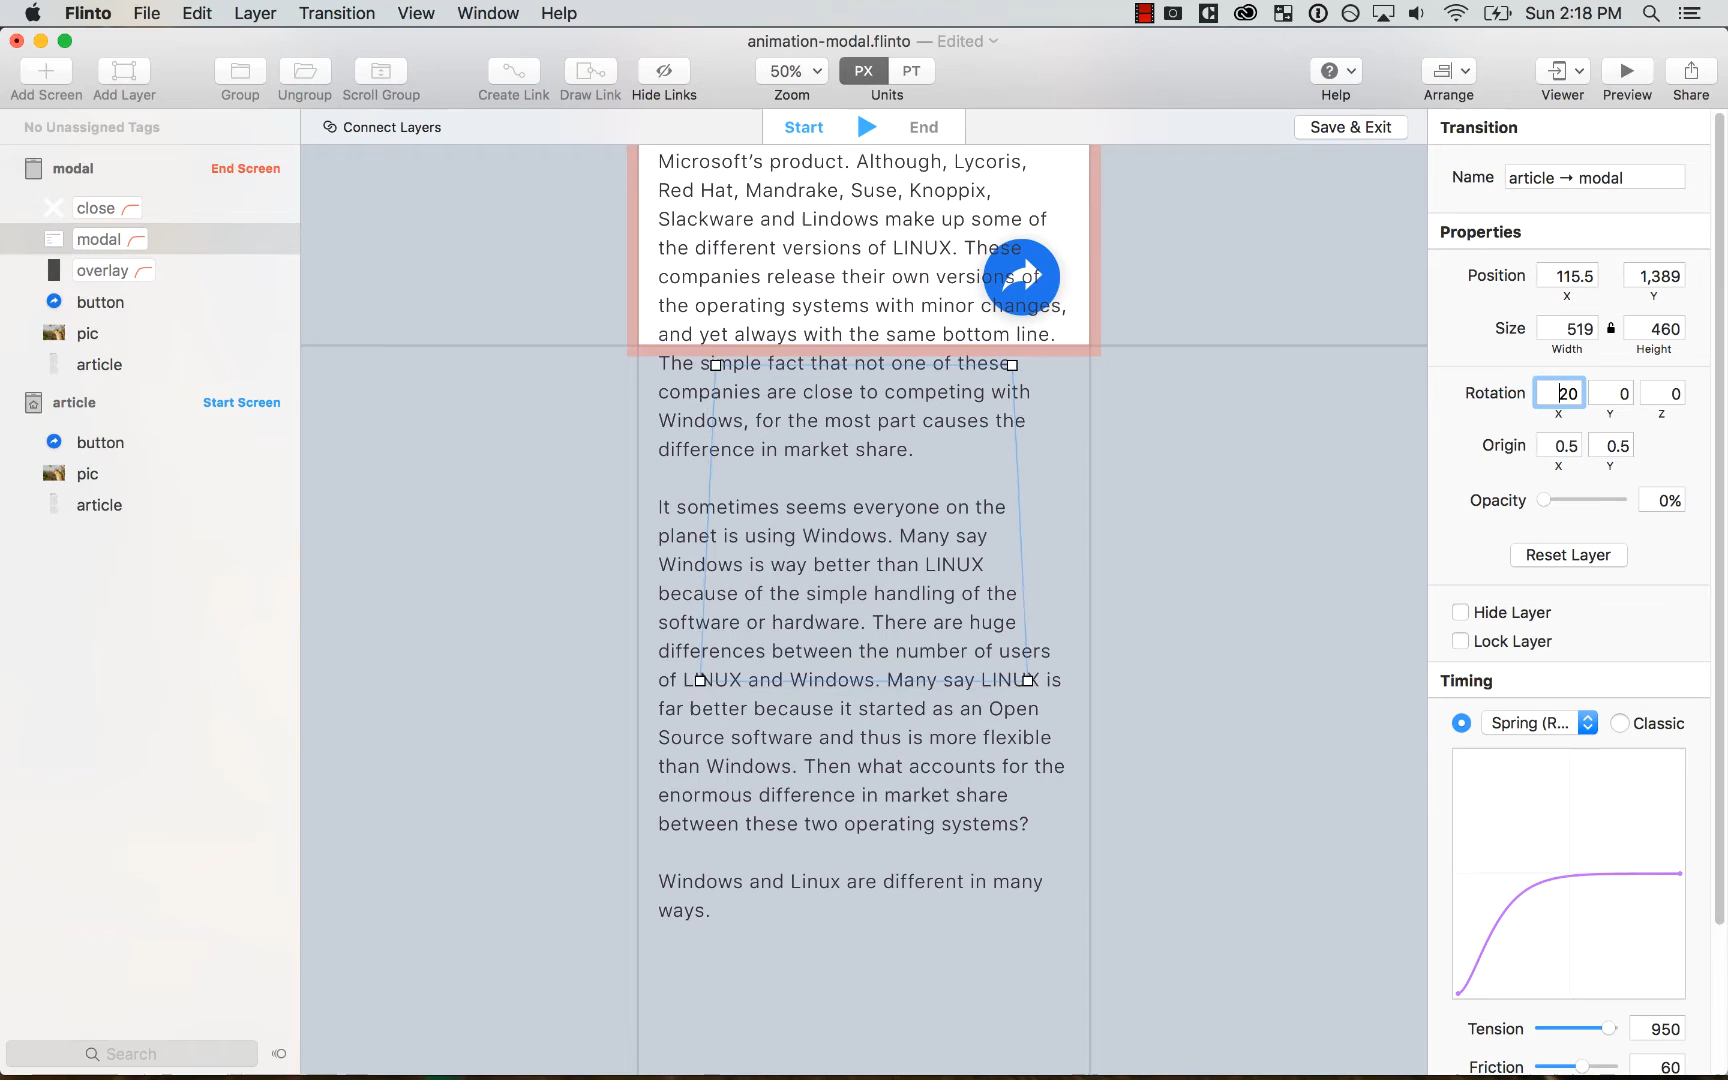 Flinto File Edit Layer Transition View Window Help Sun 2:18 PM
animation-modal.flinto — Edited
50% PX PT
Add Screen Add Layer Group Ungroup Scroll Group Create Link Draw Link Hide Links Zoom Units Help Arrange Viewer Preview Share
No Unassigned Tags
Connect Layers
Start End
Save & Exit
modal End Screen
close
modal
overlay
button
pic
article
article Start Screen
button
pic
article
Search
Microsoft's product. Although, Lycoris,
Red Hat, Mandrake, Suse, Knoppix,
Slackware and Lindows make up some of
the different versions of LINUX. These
companies release their own versions of
the operating systems with minor changes,
and yet always with the same bottom line.
The simple fact that not one of these
companies are close to competing with
Windows, for the most part causes the
difference in market share.
It sometimes seems everyone on the
planet is using Windows. Many say
Windows is way better than LINUX
because of the simple handling of the
software or hardware. There are huge
differences between the number of users
of LINUX and Windows. Many say LINUX is
far better because it started as an Open
Source software and thus is more flexible
than Windows. Then what accounts for the
enormous difference in market share
between these two operating systems?
Windows and Linux are different in many
ways.
Transition
Name article → modal
Properties
Position 115.5 1,389
X Y
Size 519 460
Width Height
Rotation 20 0 0
X Y Z
Origin 0.5 0.5
X Y
Opacity 0%
Reset Layer
Hide Layer
Lock Layer
Timing
Spring (R... Classic
Tension 950
Friction 60